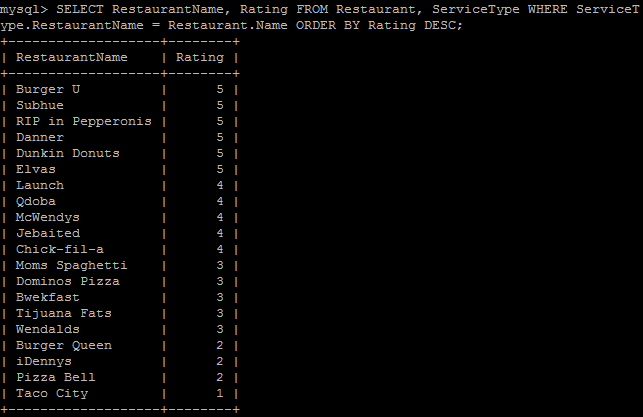 mysql> SELECT RestaurantName, Rating FROM Restaurant, ServiceType WHERE ServiceT
ype.RestaurantName = Restaurant.Name ORDER BY Rating DESC;
+-------------------+--------+
| RestaurantName    | Rating |
+-------------------+--------+
| Burger U          |      5 |
| Subhue            |      5 |
| RIP in Pepperonis |      5 |
| Danner            |      5 |
| Dunkin Donuts     |      5 |
| Elvas             |      5 |
| Launch            |      4 |
| Qdoba             |      4 |
| McWendys          |      4 |
| Jebaited          |      4 |
| Chick-fil-a       |      4 |
| Moms Spaghetti    |      3 |
| Dominos Pizza     |      3 |
| Bwekfast          |      3 |
| Tijuana Fats      |      3 |
| Wendalds          |      3 |
| Burger Queen      |      2 |
| iDennys           |      2 |
| Pizza Bell        |      2 |
| Taco City         |      1 |
+-------------------+--------+